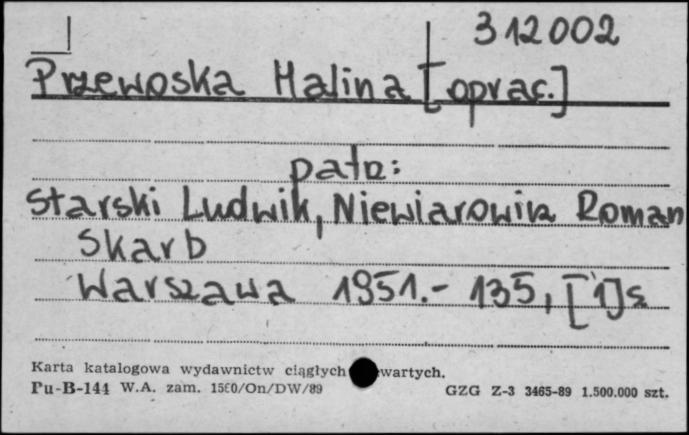 312002
Przewoska Halina [oprac.]
patrz:
Starski Ludwik, Niewiarowicz Roman
Skarb
Warszawa 1951.- 135, [1]s
Karta katalogowa wydawnictw ciągłych wartych.
Pu-B-144 W.A. zam. 1580/On/DW/89 GZG Z-3 3465-89 1.500.000 szt.